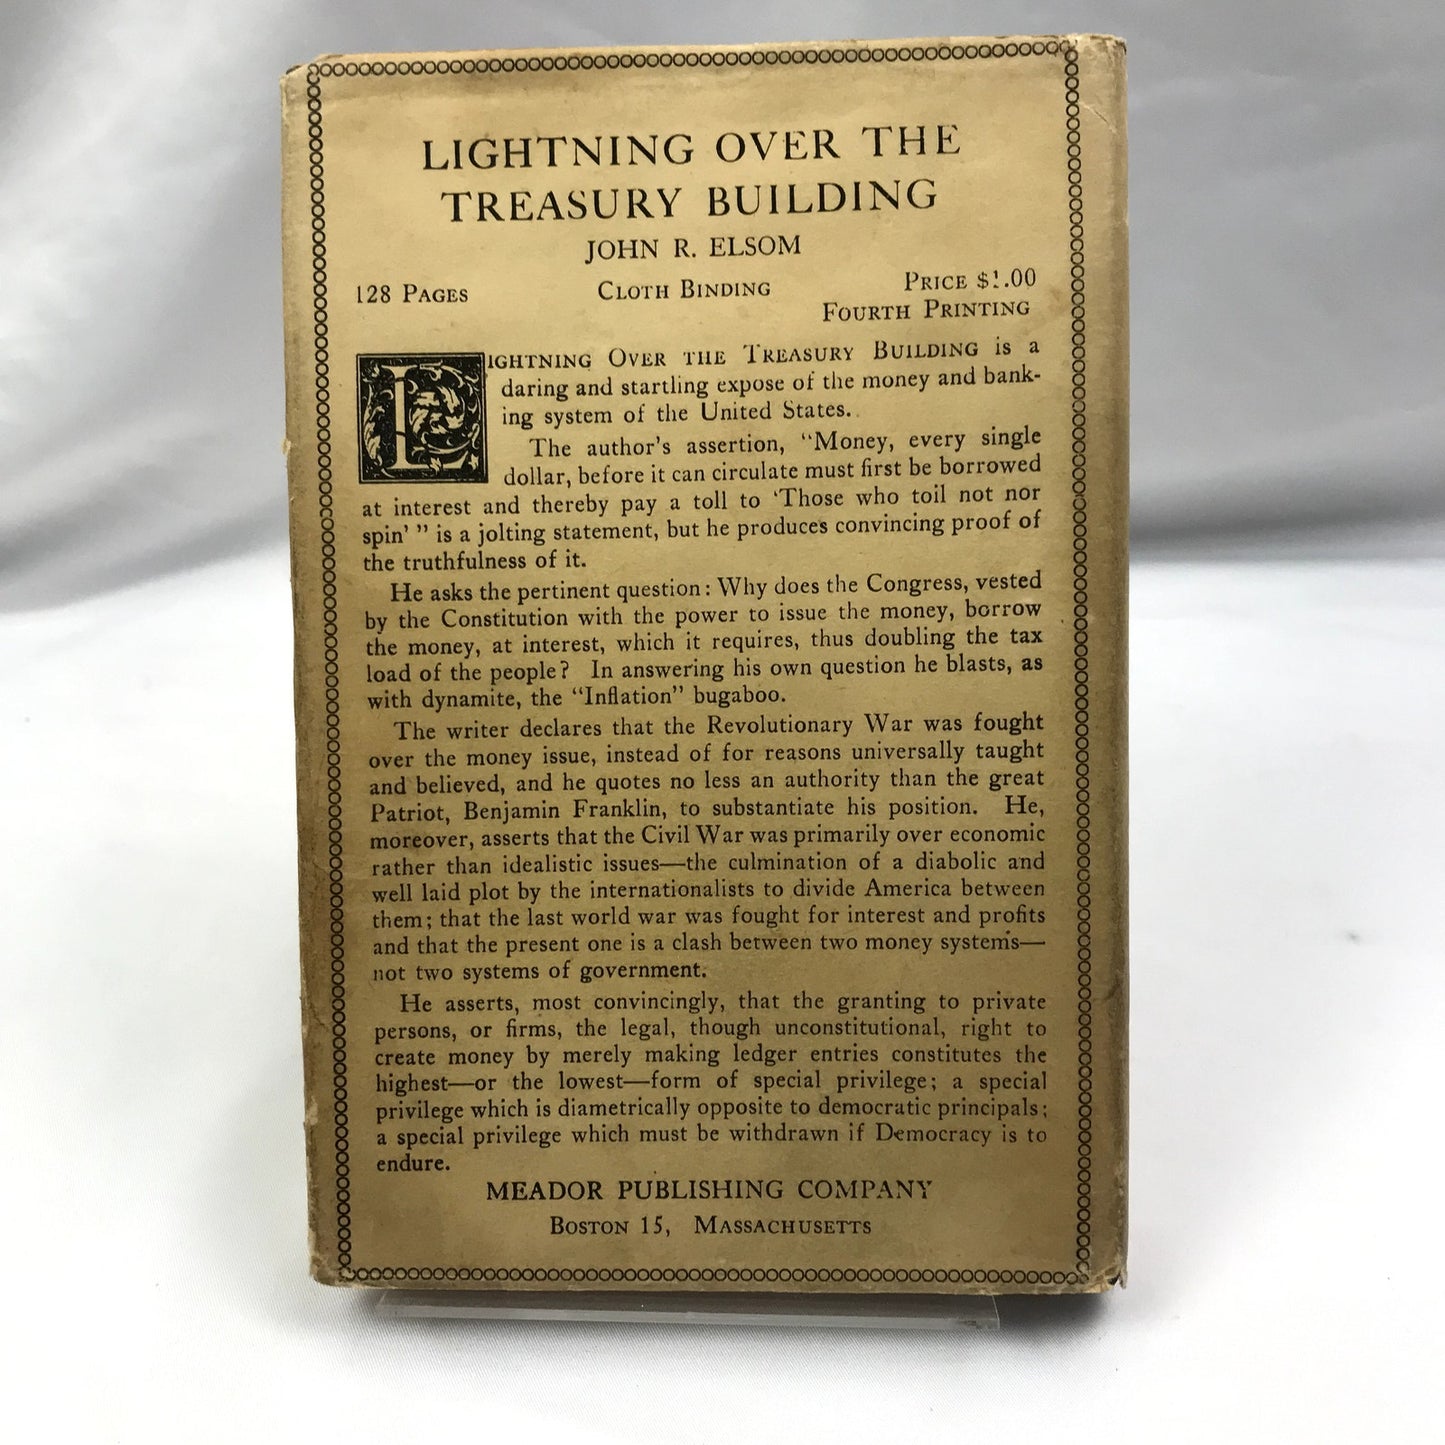 LIGHTNING OVER THE
TREASURY BUILDING
JOHN R. ELSOM
128 PAGES CLOTH BINDING PRICE $1.00
FOURTH PRINTING
LIGHTNING OVER THE TREASURY BUILDING is a
daring and startling expose of the money and bank-
ing system of the United States.
The author's assertion, "Money, every single
dollar, before it can circulate must first be borrowed
at interest and thereby pay a toll to 'Those who toil not nor
spin' " is a jolting statement, but he produces convincing proof of
the truthfulness of it.
He asks the pertinent question: Why does the Congress, vested
by the Constitution with the power to issue the money, borrow
the money, at interest, which it requires, thus doubling the tax
load of the people? In answering his own question he blasts, as
with dynamite, the "Inflation" bugaboo.
The writer declares that the Revolutionary War was fought
over the money issue, instead of for reasons universally taught
and believed, and he quotes no less an authority than the great
Patriot, Benjamin Franklin, to substantiate his position. He,
moreover, asserts that the Civil War was primarily over economic
rather than idealistic issues—the culmination of a diabolic and
well laid plot by the internationalists to divide America between
them; that the last world war was fought for interest and profits
and that the present one is a clash between two money systems—
not two systems of government.
He asserts, most convincingly, that the granting to private
persons, or firms, the legal, though unconstitutional, right to
create money by merely making ledger entries constitutes the
highest—or the lowest—form of special privilege; a special
privilege which is diametrically opposite to democratic principals;
a special privilege which must be withdrawn if Democracy is to
endure.
MEADOR PUBLISHING COMPANY
BOSTON 15, MASSACHUSETTS